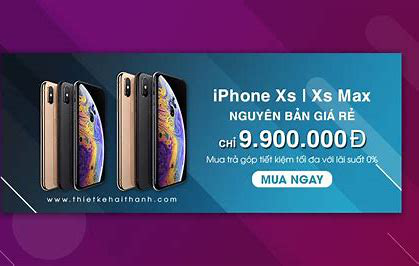 iPhone Xs | Xs Max
NGUYÊN BẢN GIÁ RẺ
CHỈ 9.900.000 Đ
Mua trả góp tiết kiệm tối đa với lãi suất 0%
MUA NGAY
www.thietkehaithanh.com